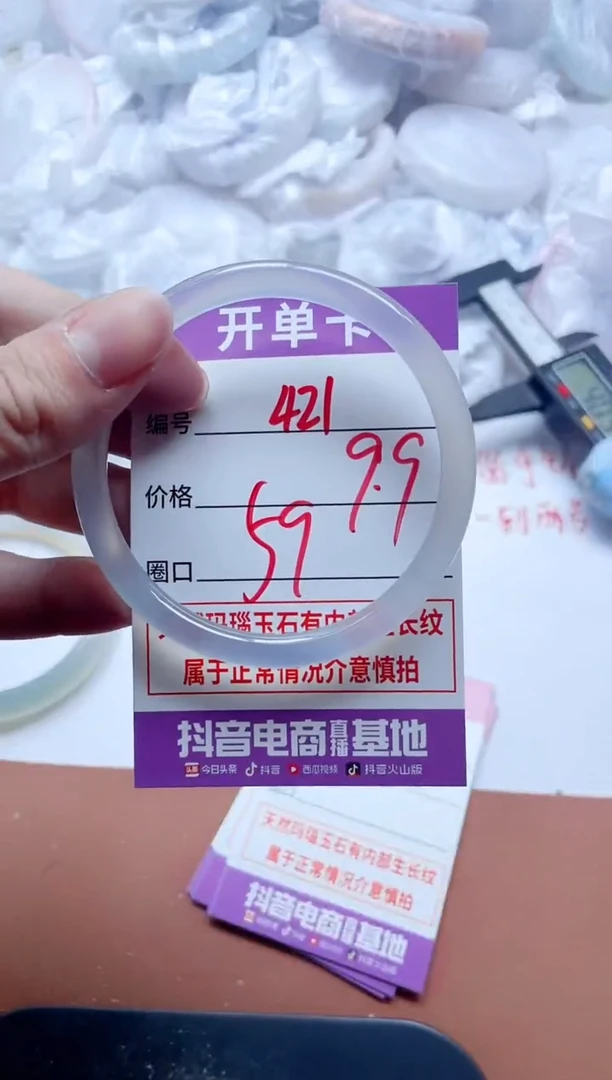 开单卡
编号 421
价格 9.9
圈口 59
天然玛瑙玉石有内部生长纹
属于正常情况介意慎拍
抖音电商直播基地
今日头条 抖音 西瓜视频 抖音火山版
天然玛瑙玉石有内部生长纹
属于正常情况介意慎拍
抖音电商直播基地